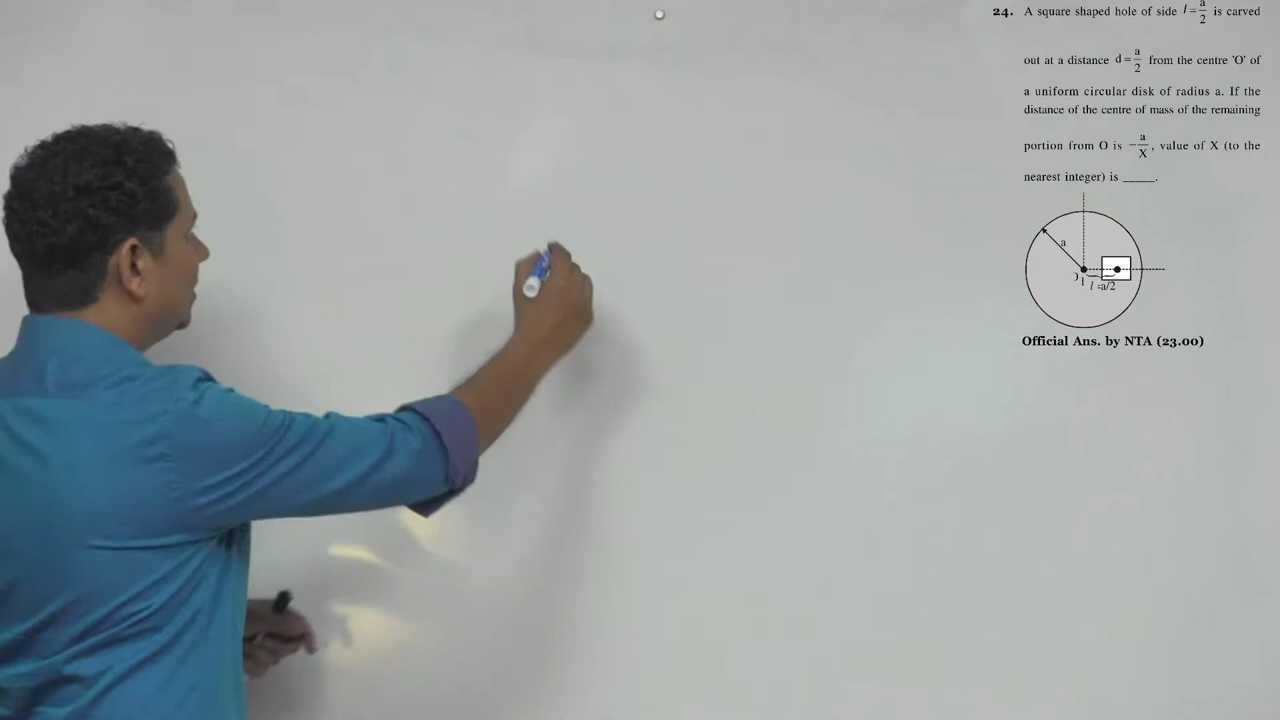 24. A square shaped hole of side l = a/2 is carved
out at a distance d = a/2 from the centre 'O' of
a uniform circular disk of radius a. If the
distance of the centre of mass of the remaining
portion from O is −a/X, value of X (to the
nearest integer) is _____.
a
l =a/2
Official Ans. by NTA (23.00)